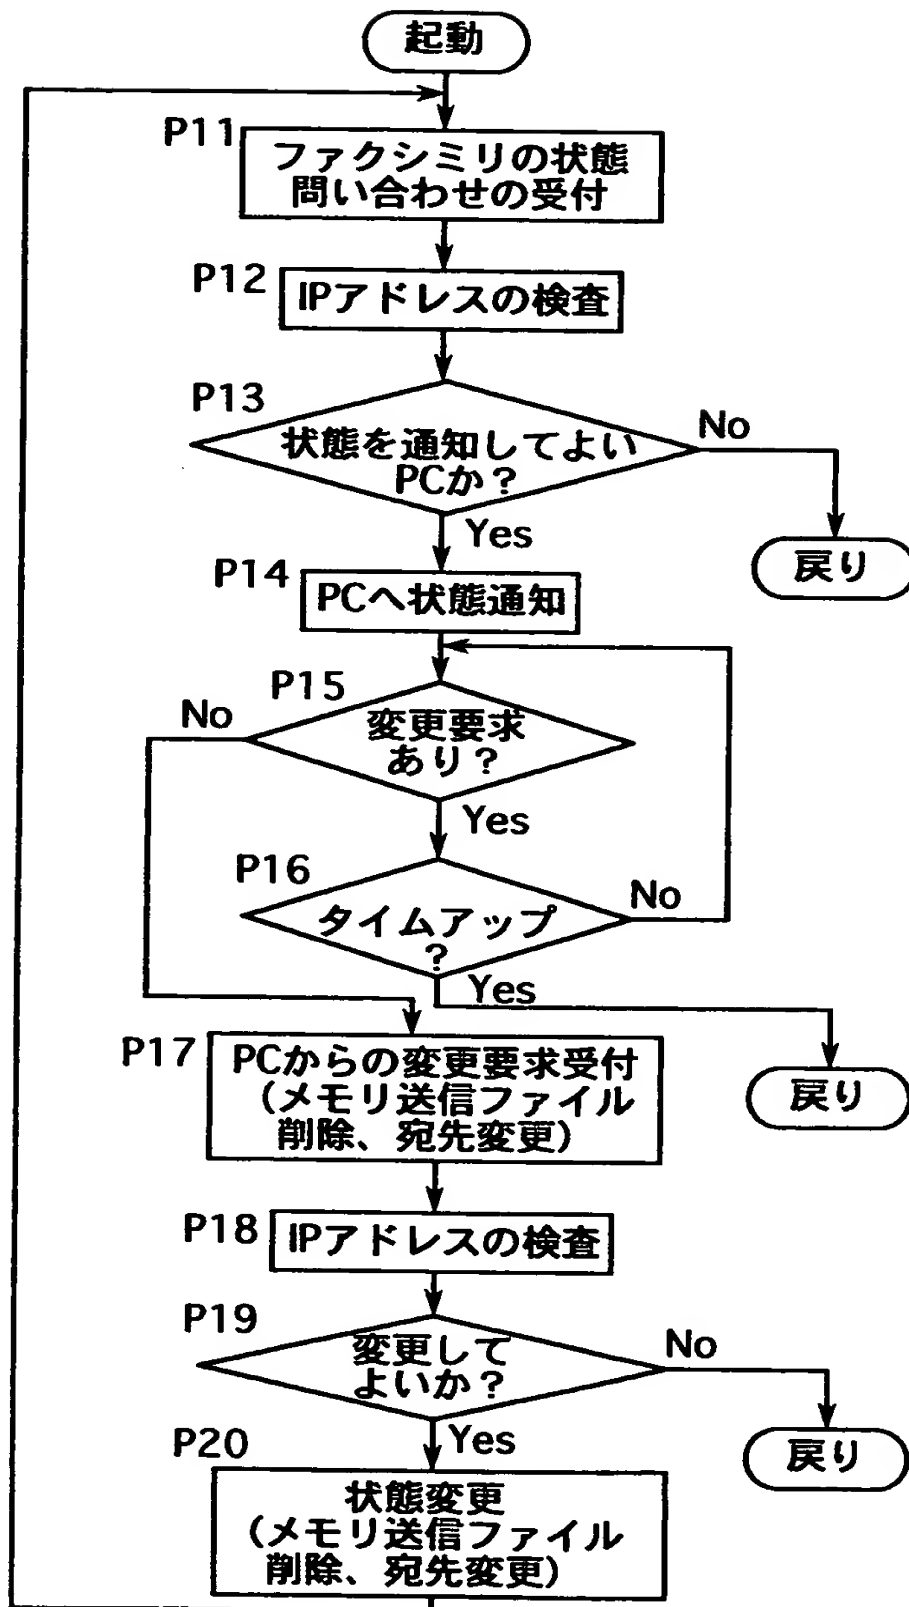 起動
P11
ファクシミリの状態
問い合わせの受付
P12
IPアドレスの検査
P13
状態を通知してよい
PCか？
No
Yes
戻り
P14
PCへ状態通知
P15
No
変更要求
あり？
Yes
P16
タイムアップ
？
No
Yes
戻り
P17
PCからの変更要求受付
（メモリ送信ファイル
削除、宛先変更）
P18
IPアドレスの検査
P19
変更して
よいか？
No
Yes
戻り
P20
状態変更
（メモリ送信ファイル
削除、宛先変更）